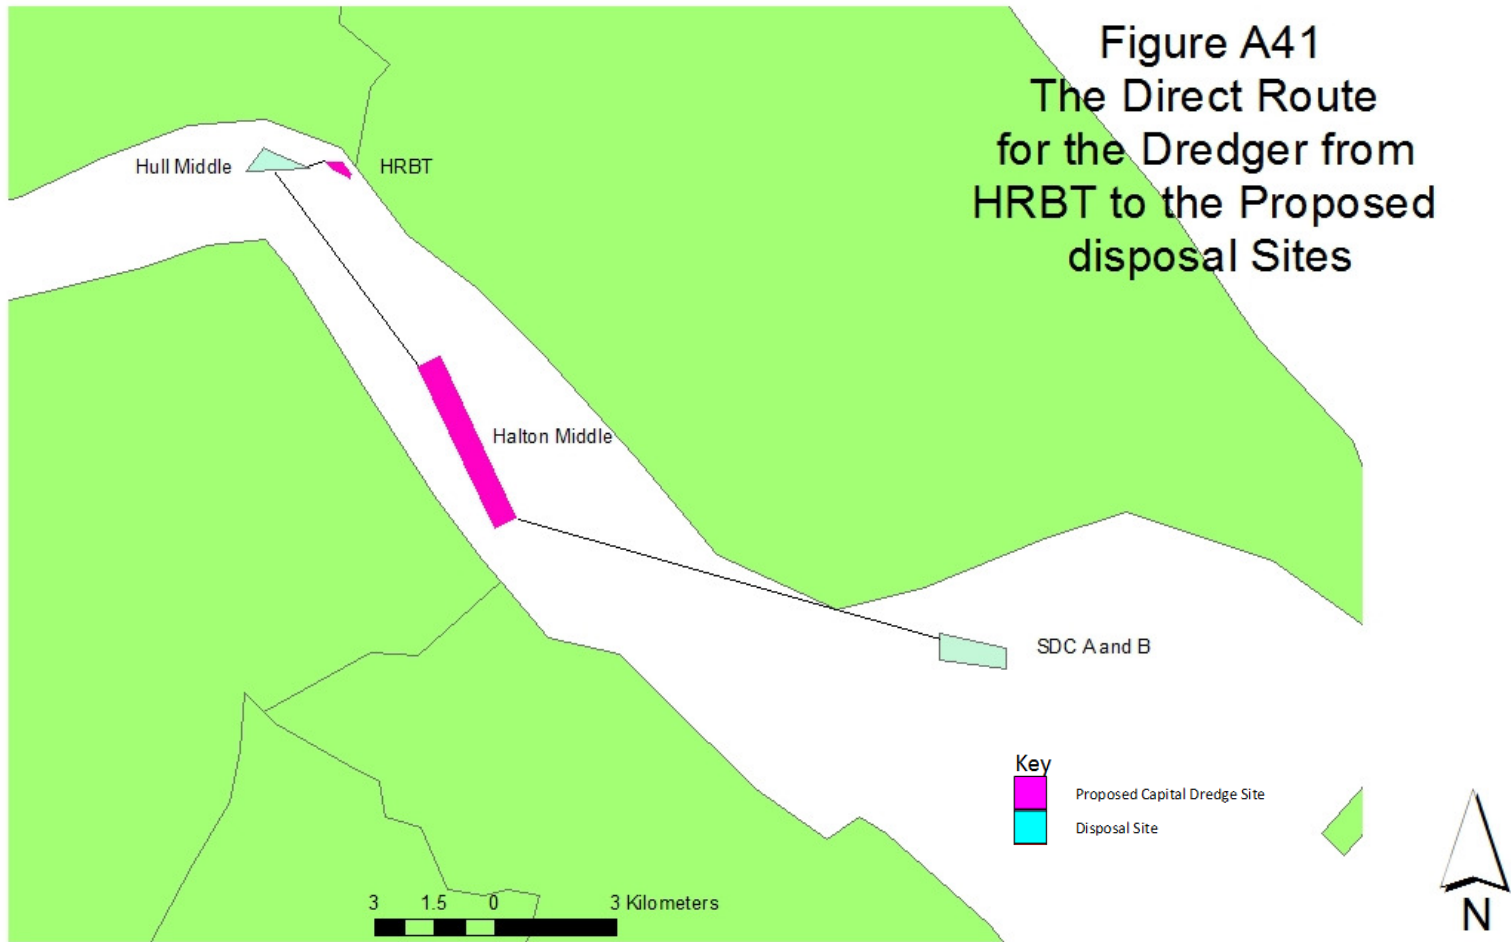 Figure A41
The Direct Route
for the Dredger from
HRBT to the Proposed
disposal Sites
Hull Middle
HRBT
Halton Middle
SDC A and B
Key
Proposed Capital Dredge Site
Disposal Site
3 1.5 0 3 Kilometers
N